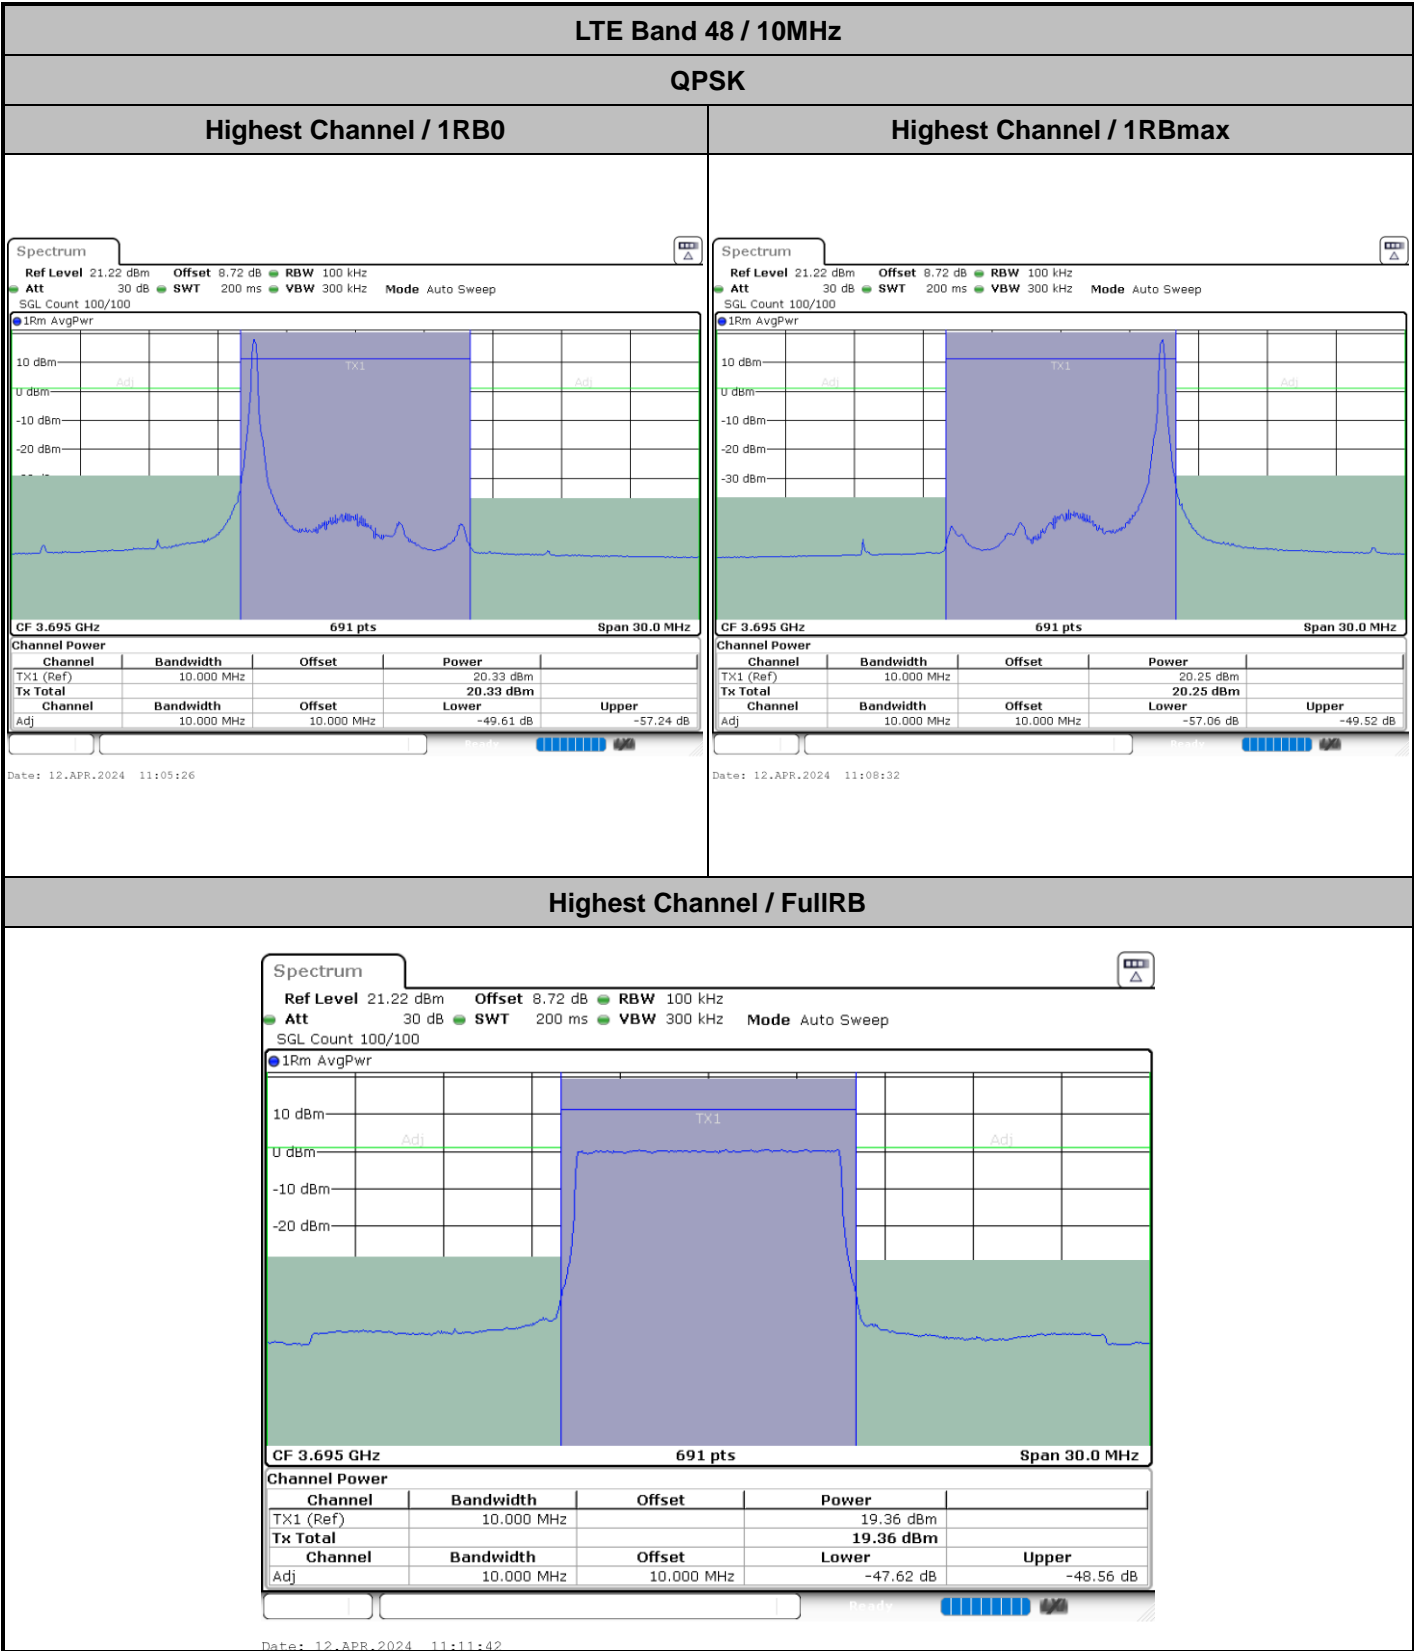 LTE Band 48 / 10MHz
QPSK
Highest Channel / 1RB0
Highest Channel / 1RBmax
Spectrum
Ref Level 21.22 dBm Offset 8.72 dB RBW 100 kHz
Att 30 dB SWT 200 ms VBW 300 kHz Mode Auto Sweep
SGL Count 100/100
1Rm AvgPwr
10 dBm
TX1
Adj
Adj
0 dBm
-10 dBm
-20 dBm
CF 3.695 GHz 691 pts Span 30.0 MHz
Channel Power
Channel Bandwidth Offset Power
TX1 (Ref) 10.000 MHz 20.33 dBm
Tx Total 20.33 dBm
Channel Bandwidth Offset Lower Upper
Adj 10.000 MHz 10.000 MHz -49.61 dB -57.24 dB
Ready
Date: 12.APR.2024 11:05:26
Spectrum
Ref Level 21.22 dBm Offset 8.72 dB RBW 100 kHz
Att 30 dB SWT 200 ms VBW 300 kHz Mode Auto Sweep
SGL Count 100/100
1Rm AvgPwr
10 dBm
TX1
Adj
Adj
0 dBm
-10 dBm
-20 dBm
-30 dBm
CF 3.695 GHz 691 pts Span 30.0 MHz
Channel Power
Channel Bandwidth Offset Power
TX1 (Ref) 10.000 MHz 20.25 dBm
Tx Total 20.25 dBm
Channel Bandwidth Offset Lower Upper
Adj 10.000 MHz 10.000 MHz -57.06 dB -49.52 dB
Ready
Date: 12.APR.2024 11:08:32
Highest Channel / FullRB
Spectrum
Ref Level 21.22 dBm Offset 8.72 dB RBW 100 kHz
Att 30 dB SWT 200 ms VBW 300 kHz Mode Auto Sweep
SGL Count 100/100
1Rm AvgPwr
10 dBm
TX1
Adj
Adj
0 dBm
-10 dBm
-20 dBm
CF 3.695 GHz 691 pts Span 30.0 MHz
Channel Power
Channel Bandwidth Offset Power
TX1 (Ref) 10.000 MHz 19.36 dBm
Tx Total 19.36 dBm
Channel Bandwidth Offset Lower Upper
Adj 10.000 MHz 10.000 MHz -47.62 dB -48.56 dB
Ready
Date: 12.APR.2024 11:11:42